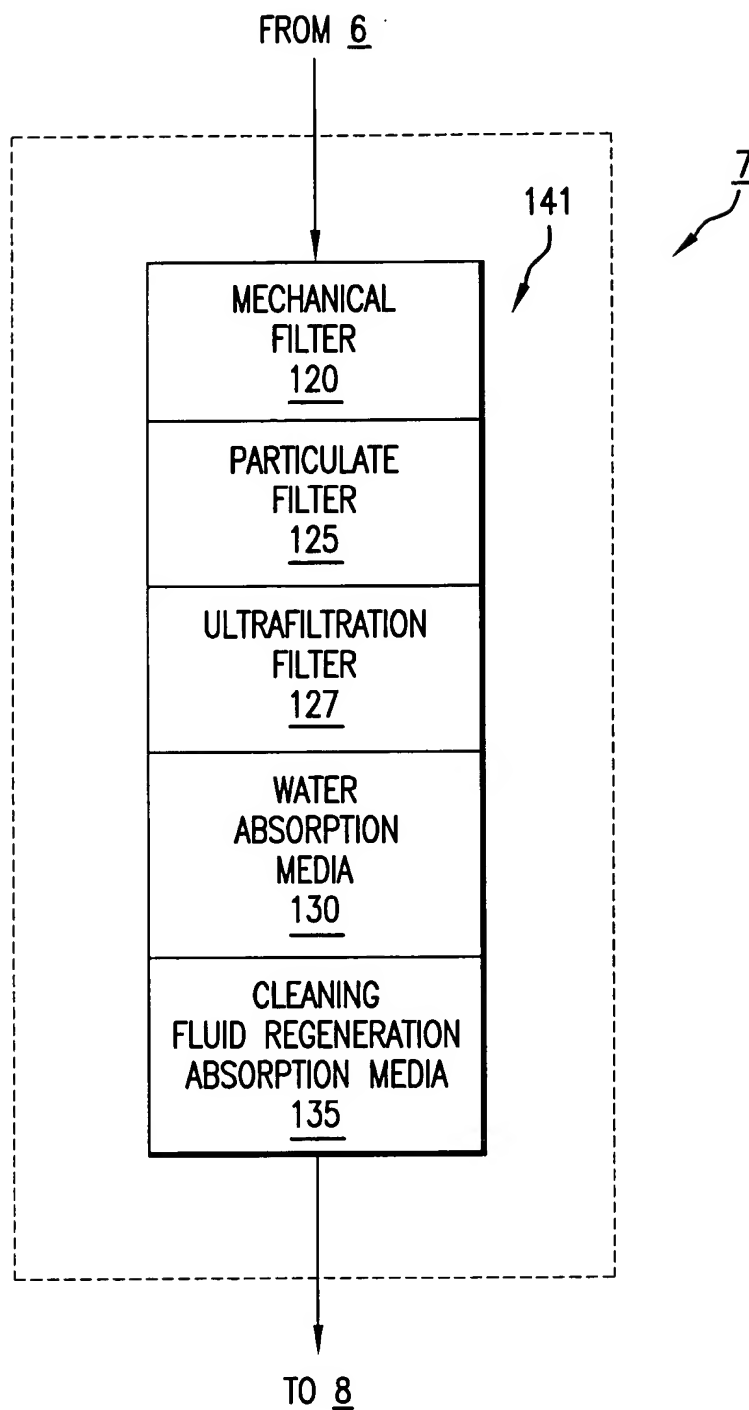 FROM 6
7
141
MECHANICAL
FILTER
120
PARTICULATE
FILTER
125
ULTRAFILTRATION
FILTER
127
WATER
ABSORPTION
MEDIA
130
CLEANING
FLUID REGENERATION
ABSORPTION MEDIA
135
TO 8